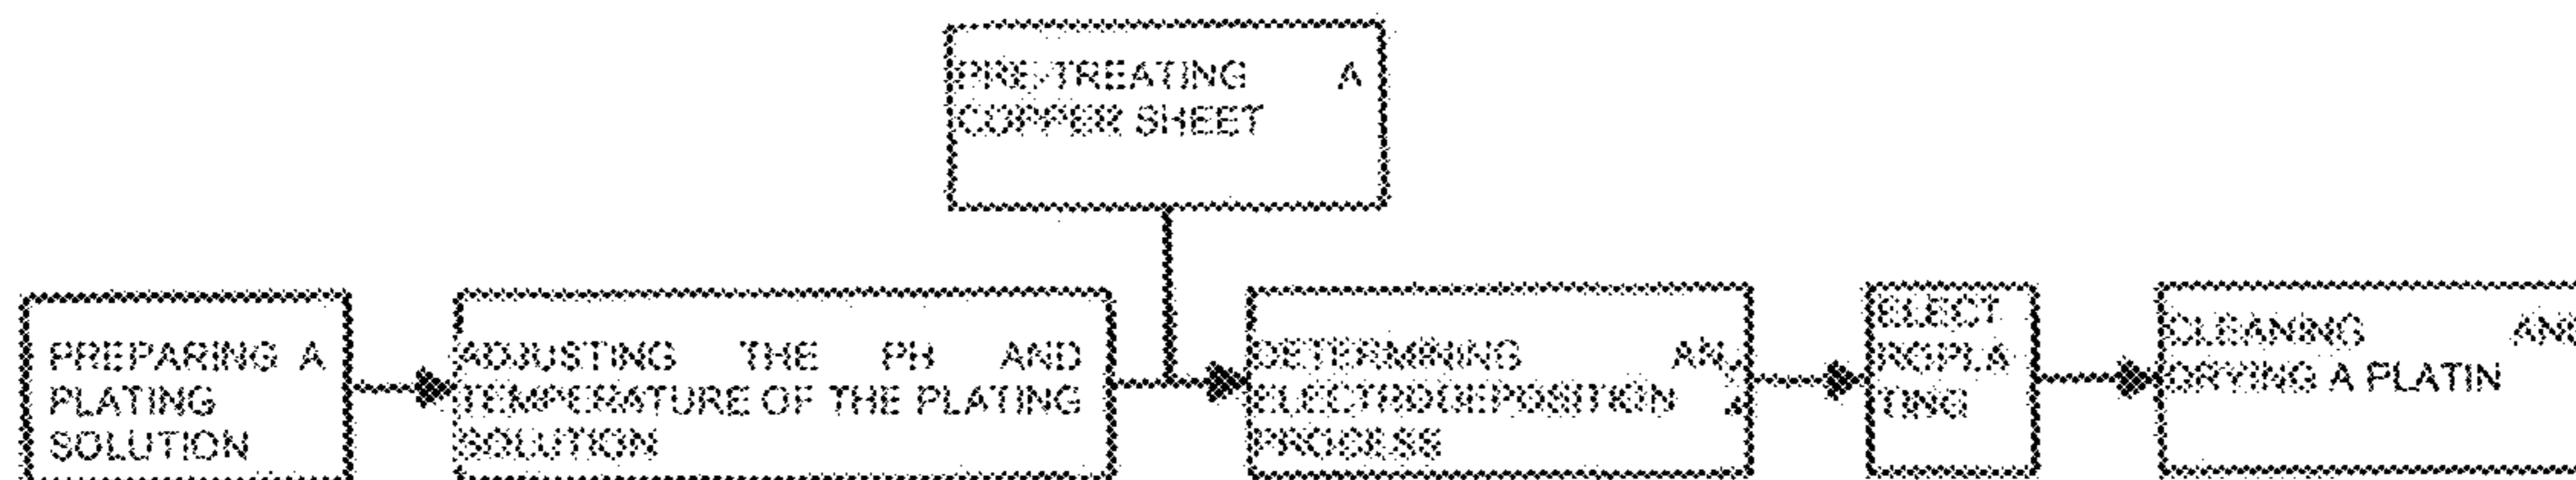 PRE-TREATING A
COPPER SHEET
PREPARING A
PLATING
SOLUTION
ADJUSTING THE PH AND
TEMPERATURE OF THE PLATING
SOLUTION
DETERMINING AN
ELECTRODEPOSITION
PROCESS
ELECT
ROPLA
TING
CLEANING AND
DRYING A PLATIN